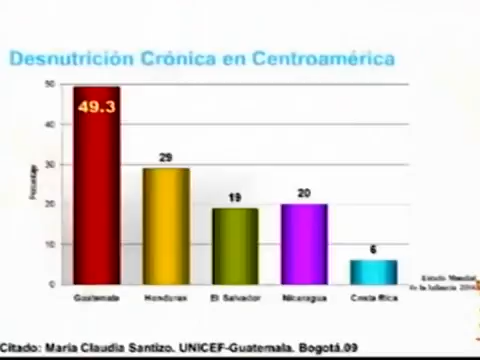 Desnutrición Crónica en Centroamérica
Porcentaje
50
40
30
20
10
0
49.3
29
19
20
6
Guatemala
Honduras
El Salvador
Nicaragua
Costa Rica
Estado Mundial
de la Infancia
Citado: María Claudia Santizo. UNICEF-Guatemala. Bogotá.09